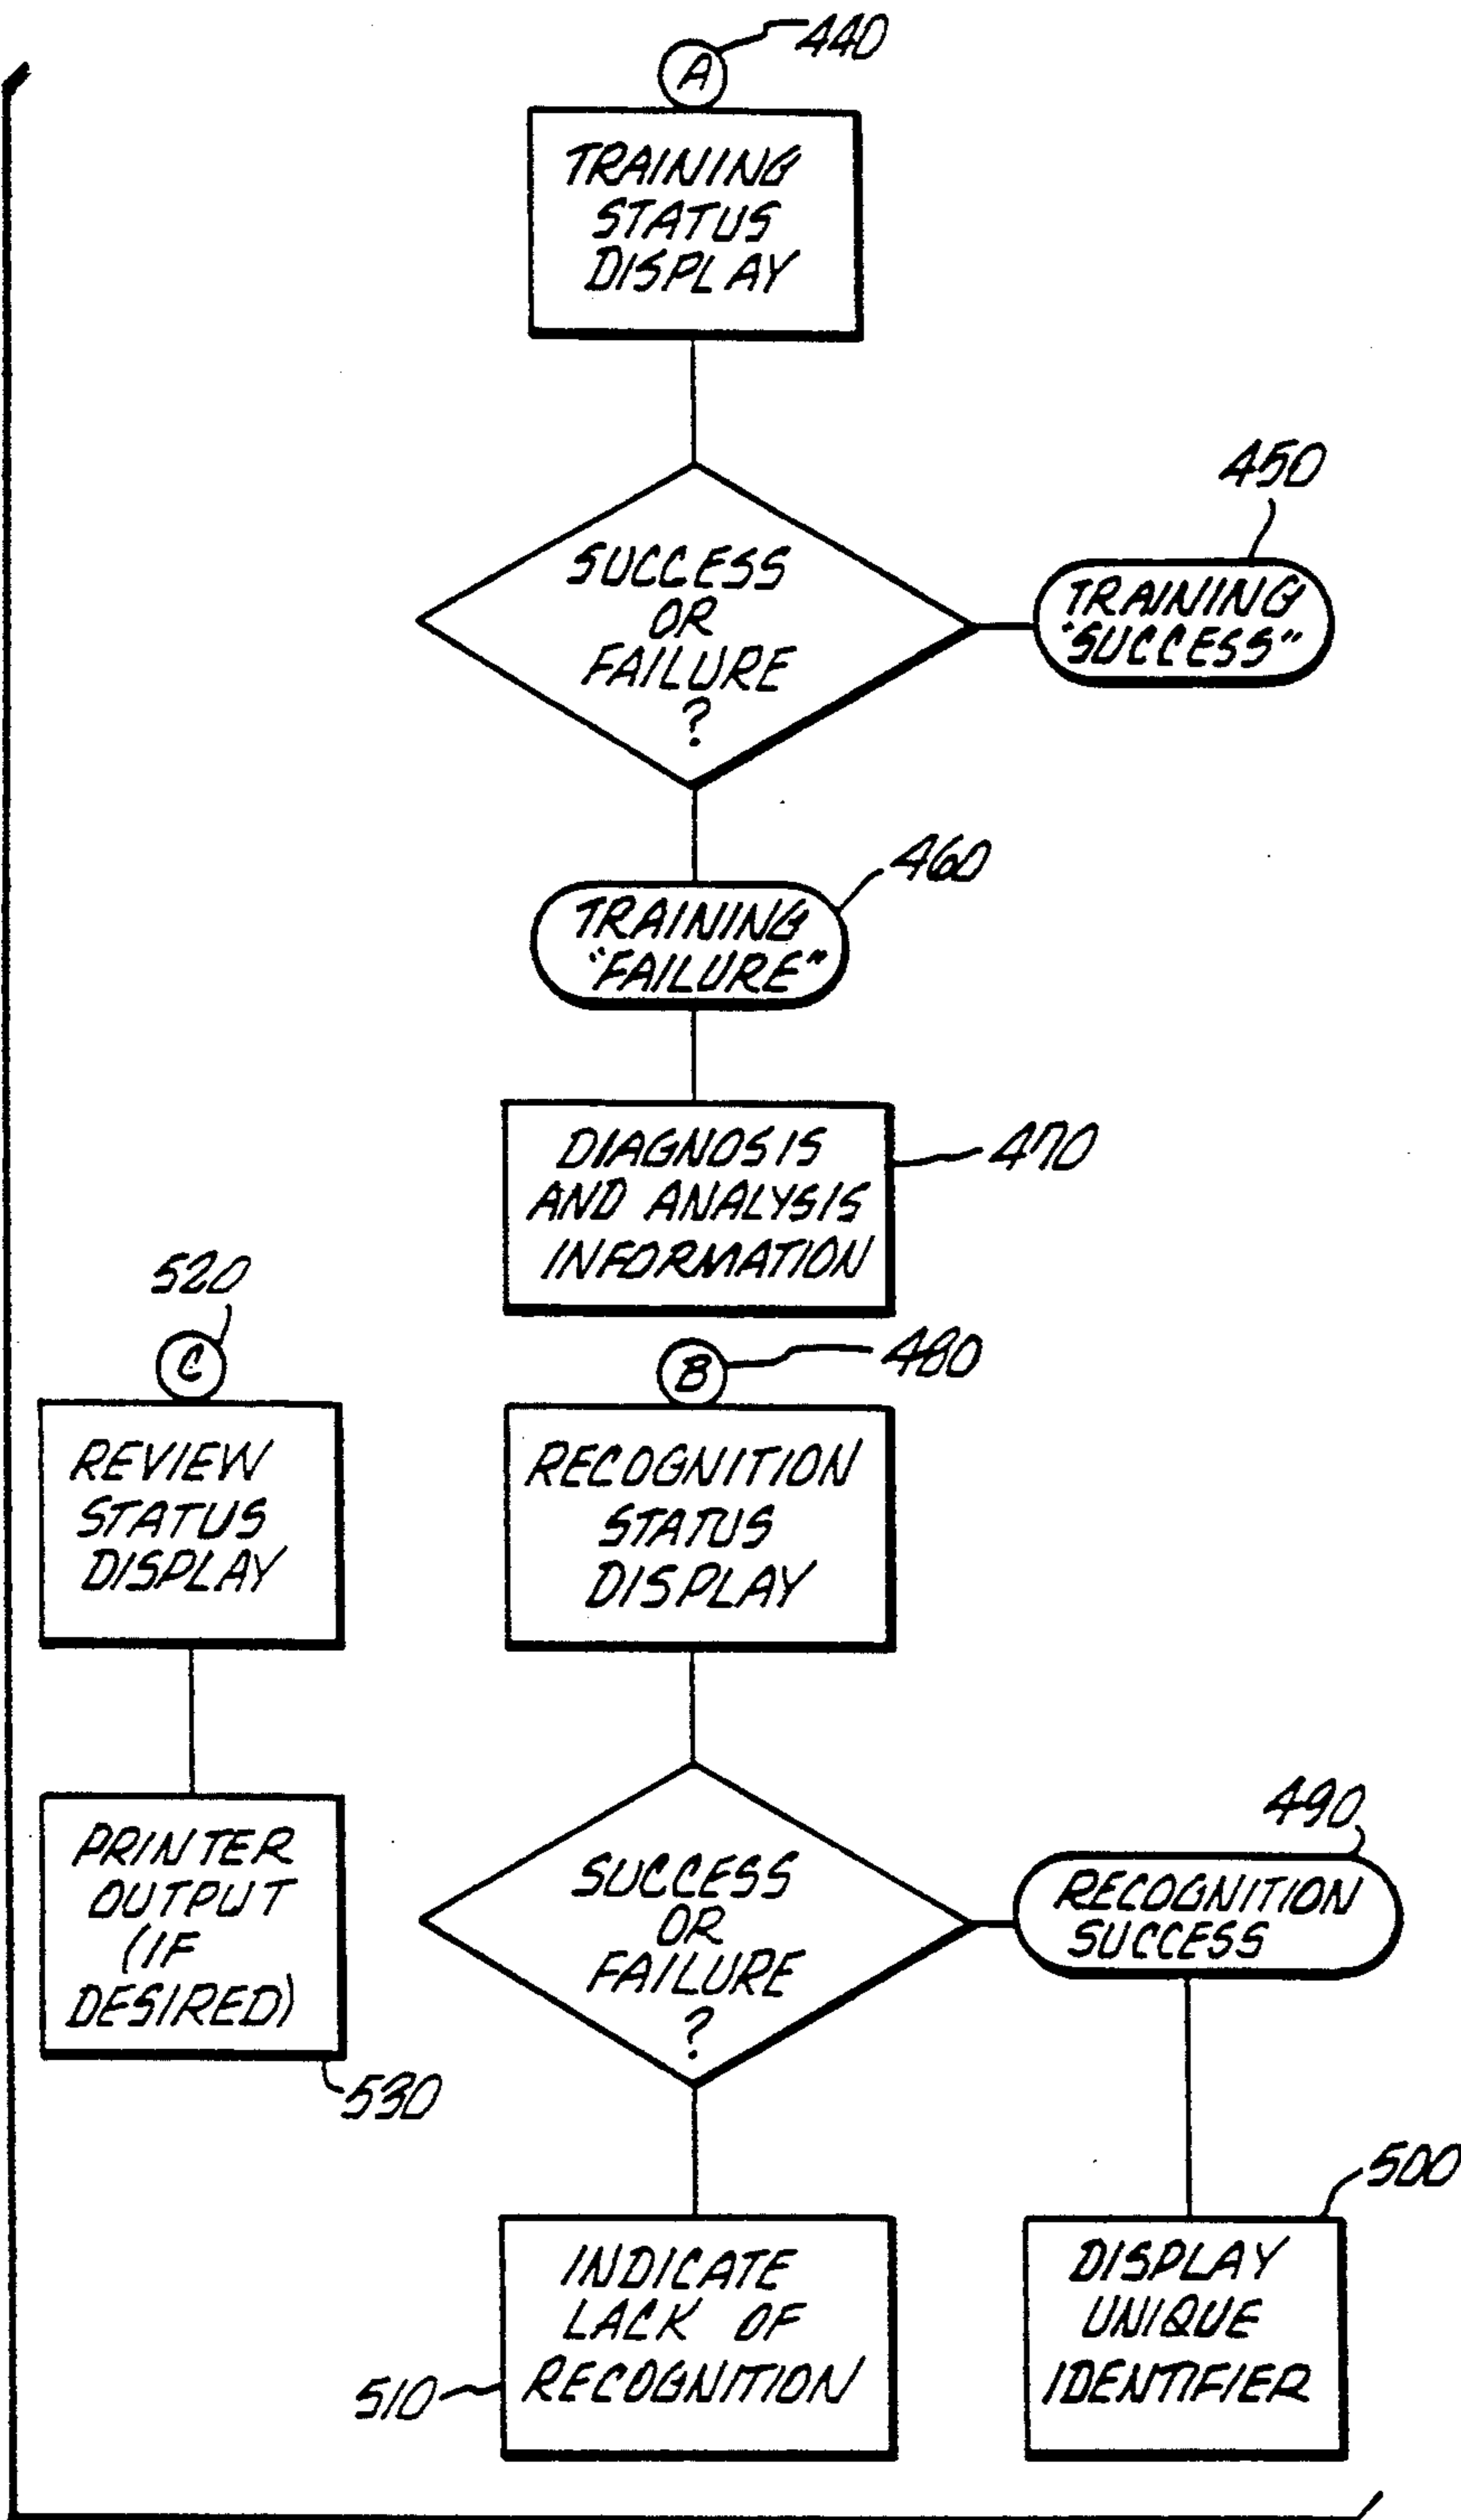 440
A
TRAINING
STATUS
DISPLAY
SUCCESS
OR
FAILURE
?
450
TRAINING
"SUCCESS"
460
TRAINING
"FAILURE"
DIAGNOSIS
AND ANALYSIS
INFORMATION
470
520
C
REVIEW
STATUS
DISPLAY
PRINTER
OUTPUT
(IF
DESIRED)
530
B
480
RECOGNITION
STATUS
DISPLAY
SUCCESS
OR
FAILURE
?
490
RECOGNITION
SUCCESS
500
DISPLAY
UNIQUE
IDENTIFIER
INDICATE
LACK OF
RECOGNITION
510